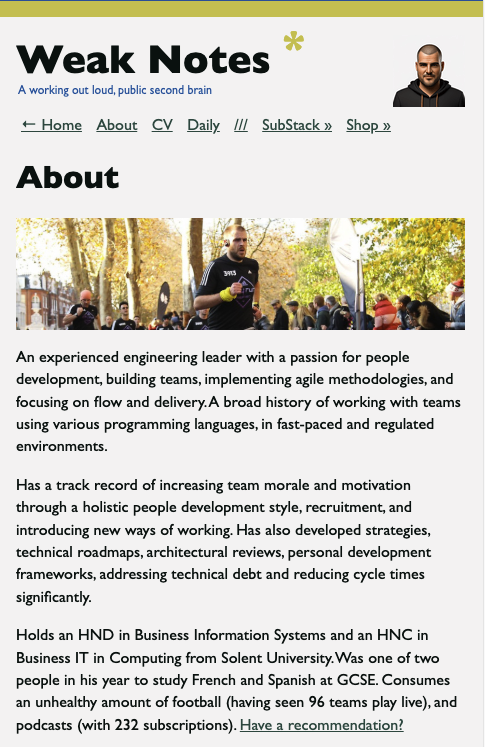 Weak Notes *
A working out loud, public second brain
← Home About CV Daily /// SubStack » Shop »
About
3913
An experienced engineering leader with a passion for people
development, building teams, implementing agile methodologies, and
focusing on flow and delivery. A broad history of working with teams
using various programming languages, in fast-paced and regulated
environments.
Has a track record of increasing team morale and motivation
through a holistic people development style, recruitment, and
introducing new ways of working. Has also developed strategies,
technical roadmaps, architectural reviews, personal development
frameworks, addressing technical debt and reducing cycle times
significantly.
Holds an HND in Business Information Systems and an HNC in
Business IT in Computing from Solent University. Was one of two
people in his year to study French and Spanish at GCSE. Consumes
an unhealthy amount of football (having seen 96 teams play live), and
podcasts (with 232 subscriptions). Have a recommendation?